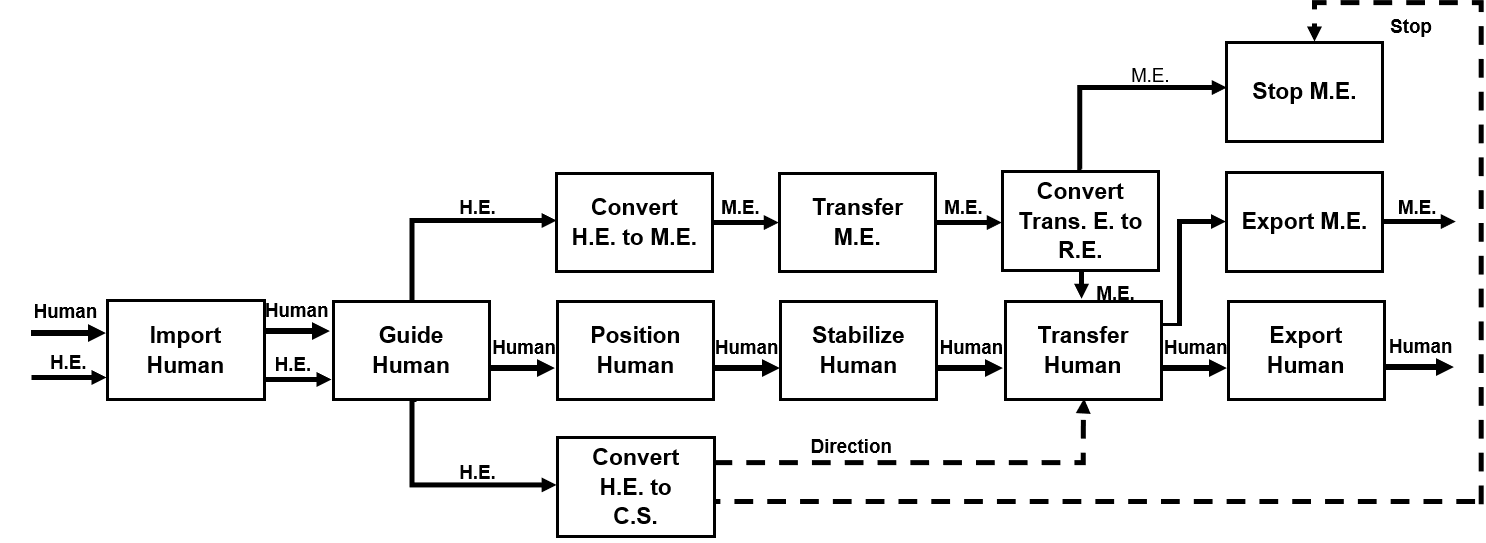 Stop
M.E.
Stop M.E.
H.E.
Convert
H.E. to M.E.
M.E.
Transfer
M.E.
M.E.
Convert
Trans. E. to
R.E.
Export M.E.
M.E.
M.E.
Human
H.E.
Import
Human
Human
H.E.
Guide
Human
Human
Position
Human
Human
Stabilize
Human
Human
Transfer
Human
Human
Export
Human
Human
H.E.
Convert
H.E. to
C.S.
Direction